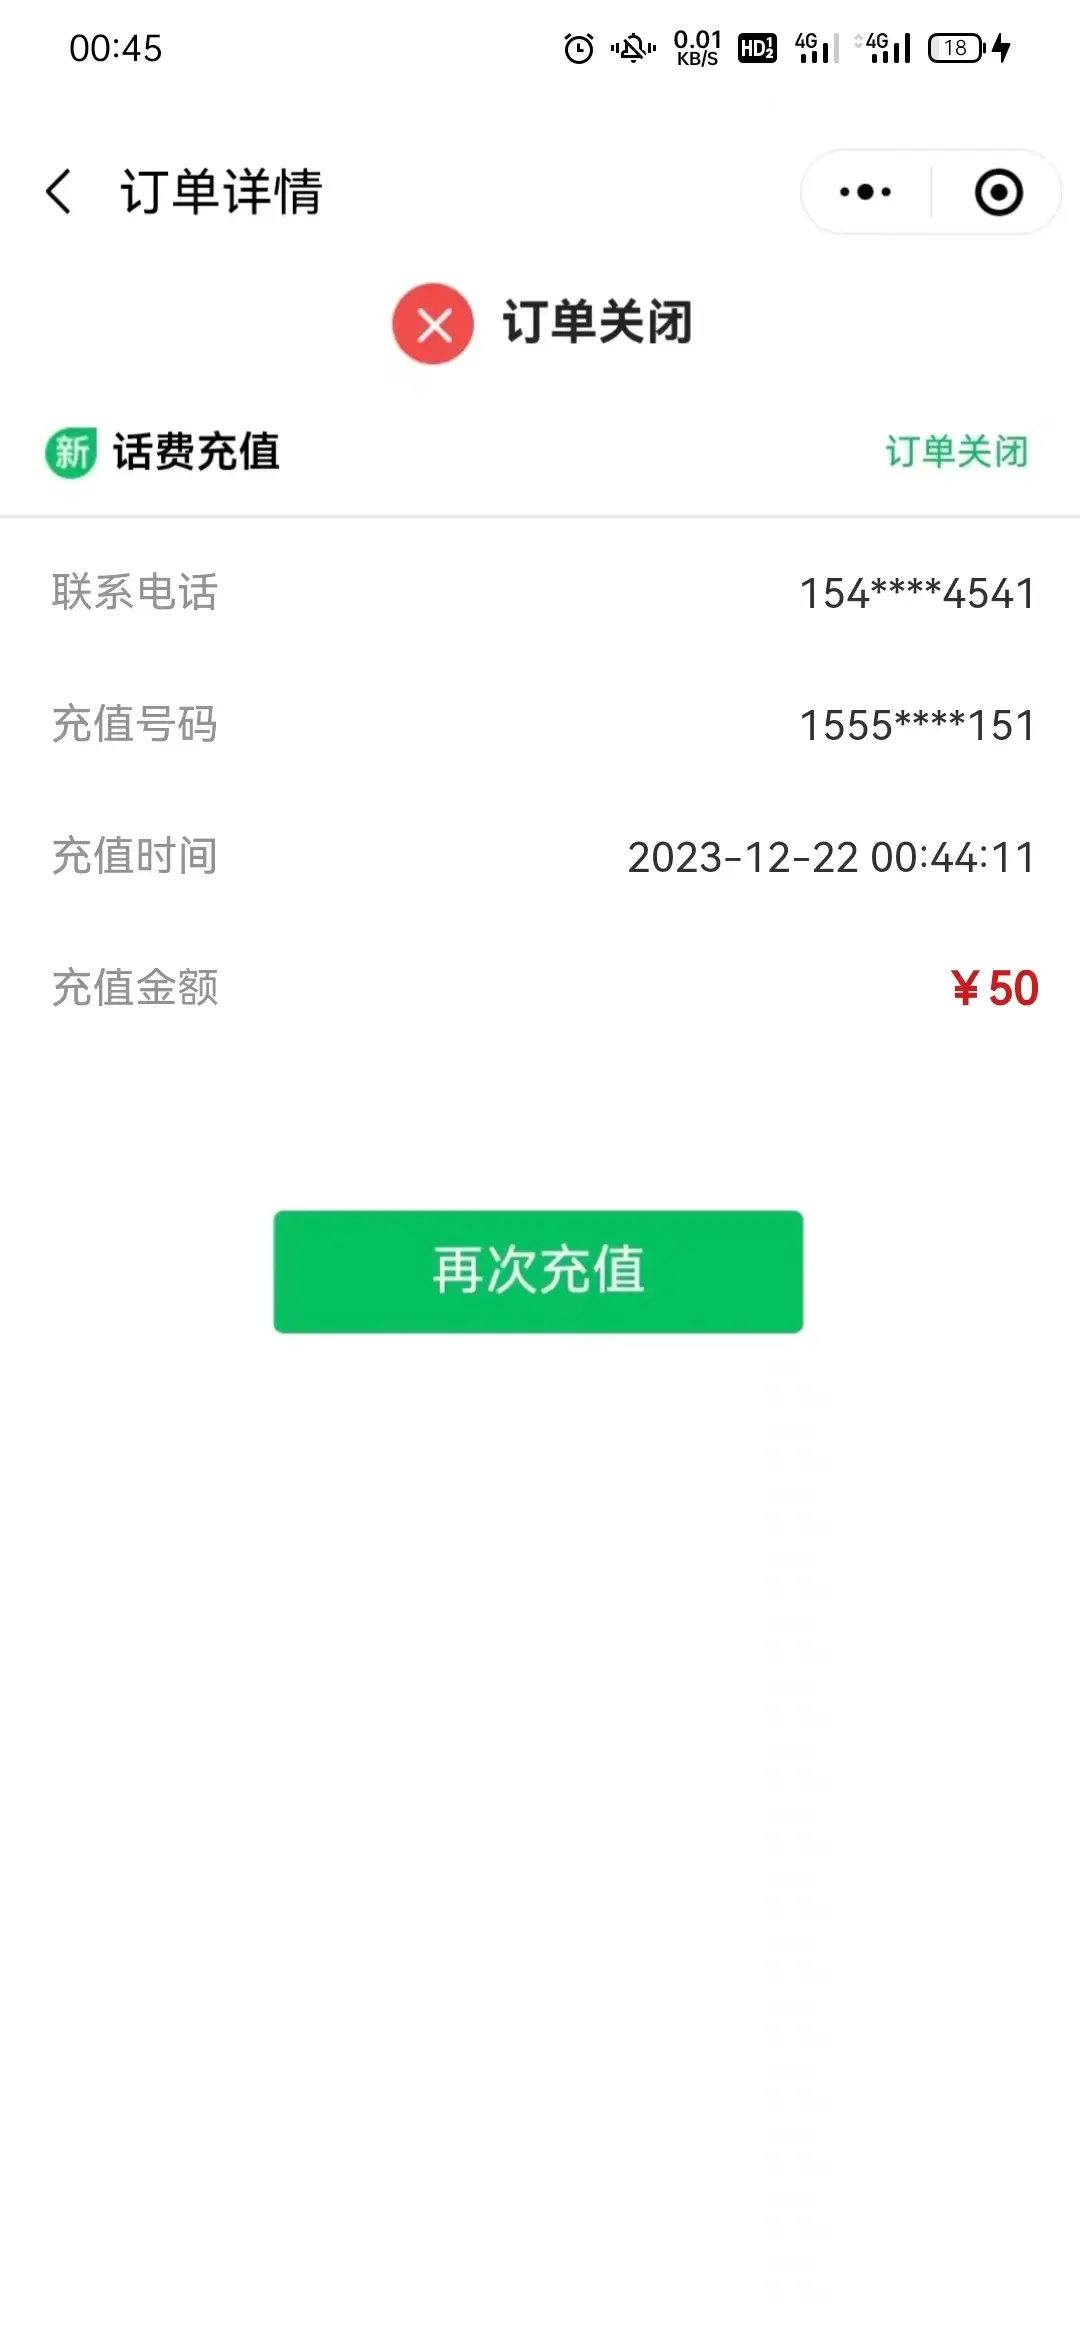 00:45 0.01 KB/S HD 1 2 4G 4G 18
订单详情
订单关闭
新 话费充值 订单关闭
联系电话 154****4541
充值号码 1555****151
充值时间 2023-12-22 00:44:11
充值金额 ¥50
再次充值